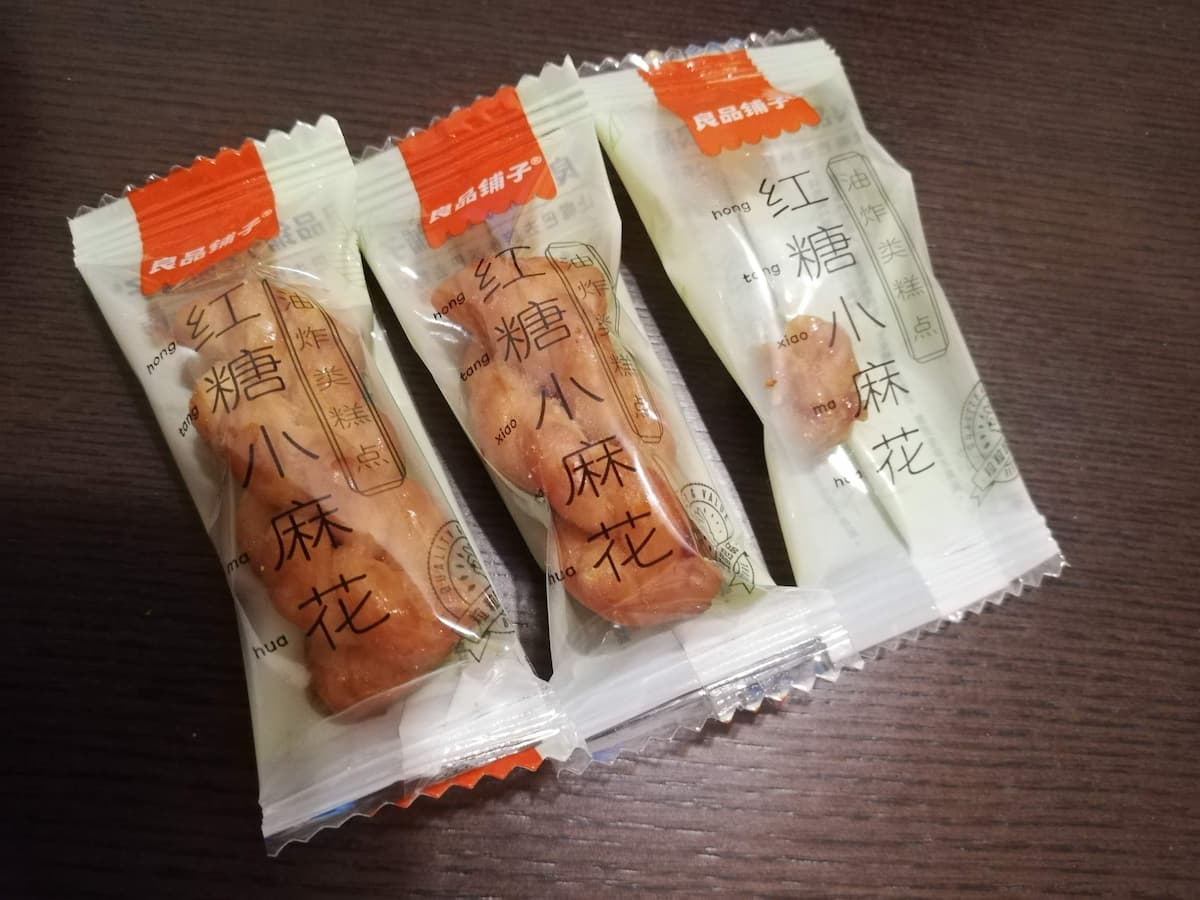 良品铺子®
红糖小麻花
hong tang xiao ma hua
油炸类糕点
QUALITY
良品铺子®
红糖小麻花
hong tang xiao hua
油炸类糕点
& VALUE
良品铺子
红糖小麻花
hong tang xiao ma hua
油炸类糕点